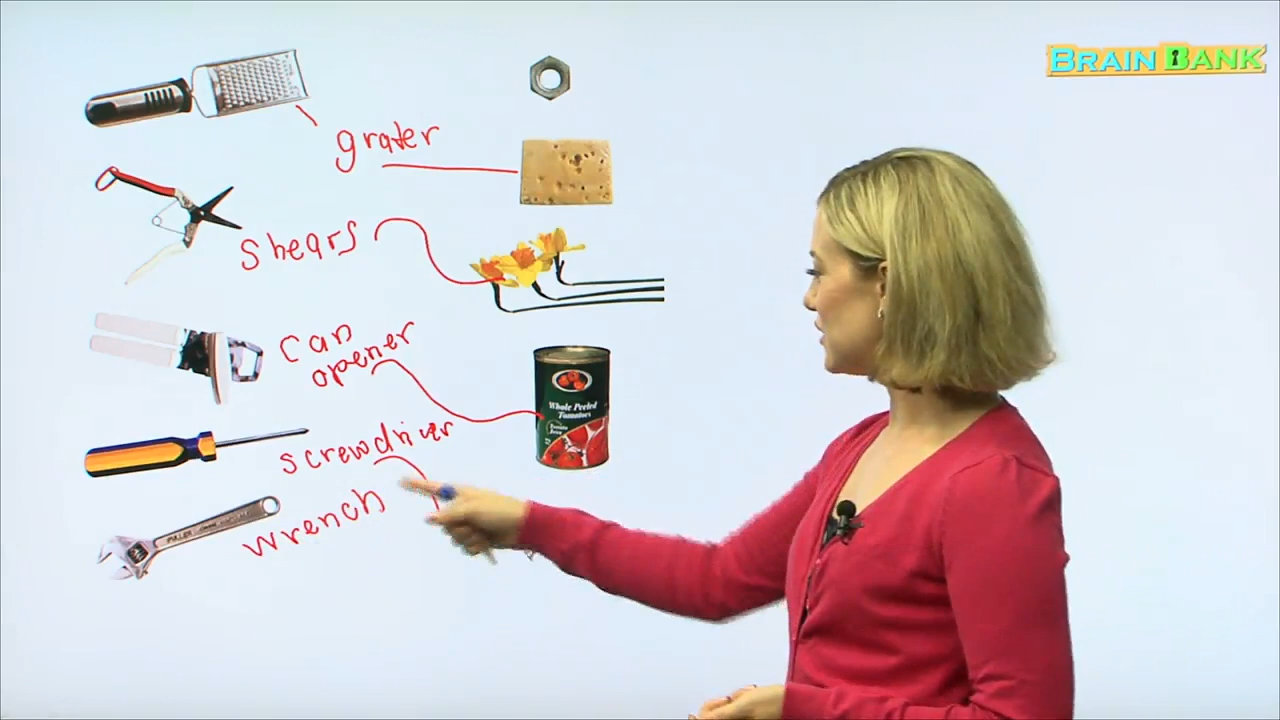 BRAIN BANK
grater
shears
can
opener
Whole Peeled
Tomatoes
screwdriver
wrench